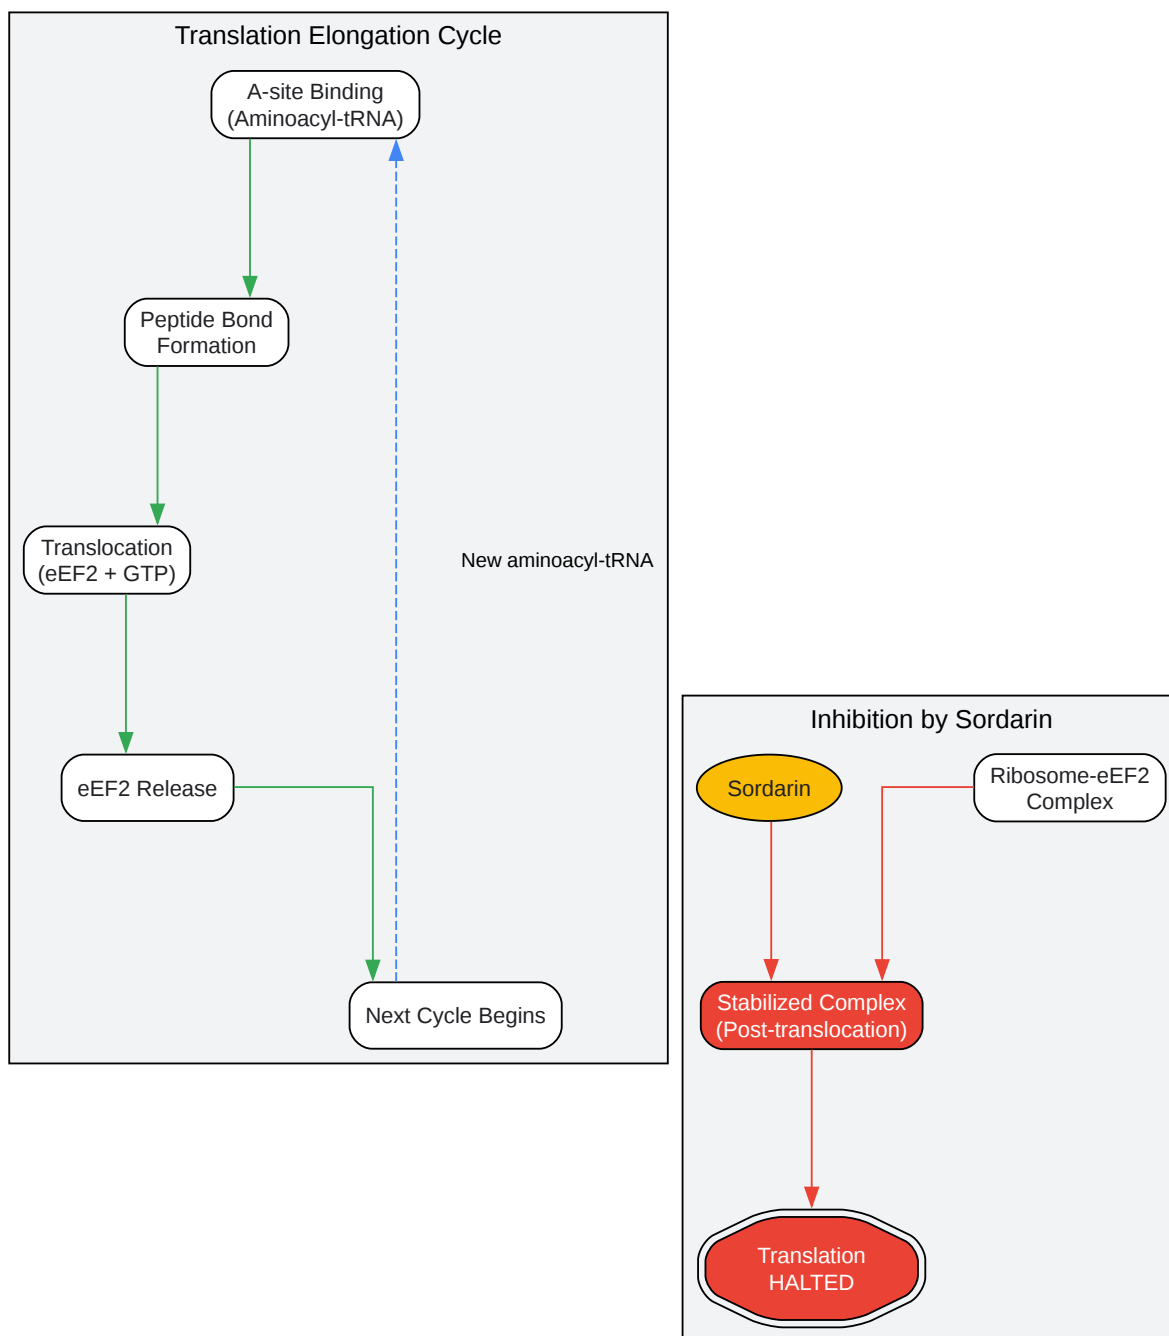 Translation Elongation Cycle
A-site Binding
(Aminoacyl-tRNA)
Peptide Bond
Formation
Translocation
(eEF2 + GTP)
New aminoacyl-tRNA
eEF2 Release
Next Cycle Begins
Inhibition by Sordarin
Sordarin
Ribosome-eEF2
Complex
Stabilized Complex
(Post-translocation)
Translation
HALTED